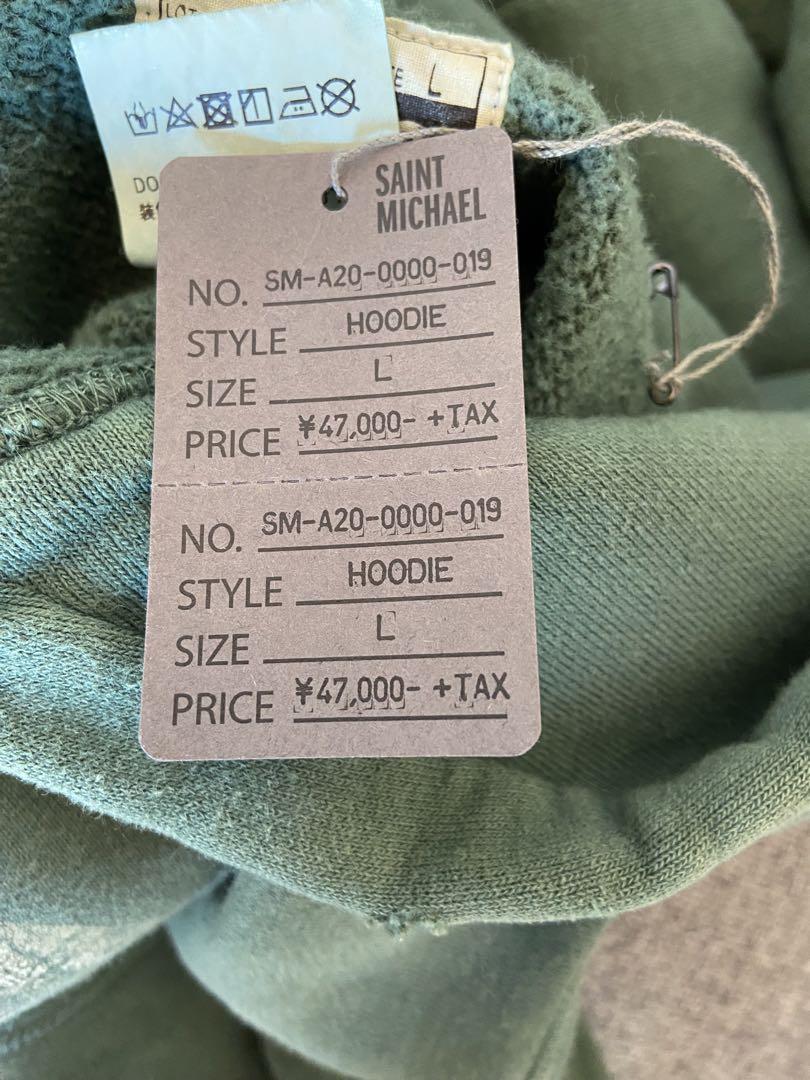 E L
DO
SAINT
MICHAEL
NO. SM-A20-0000-019
STYLE HOODIE
SIZE L
PRICE ¥47,000- +TAX
NO. SM-A20-0000-019
STYLE HOODIE
SIZE L
PRICE ¥47,000- +TAX